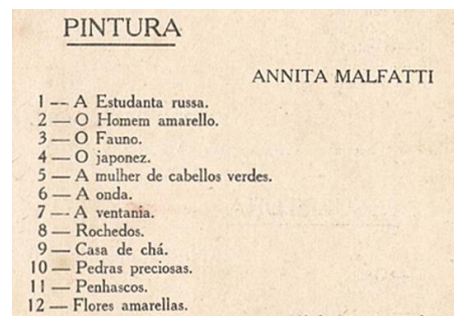 PINTURA
ANNITA MALFATTI
1 — A Estudanta russa.
2 — O Homem amarello.
3 — O Fauno.
4 — O japonez.
5 — A mulher de cabellos verdes.
6 — A onda.
7 — A ventania.
8 — Rochedos.
9 — Casa de chá.
10 — Pedras preciosas.
11 — Penhascos.
12 — Flores amarellas.